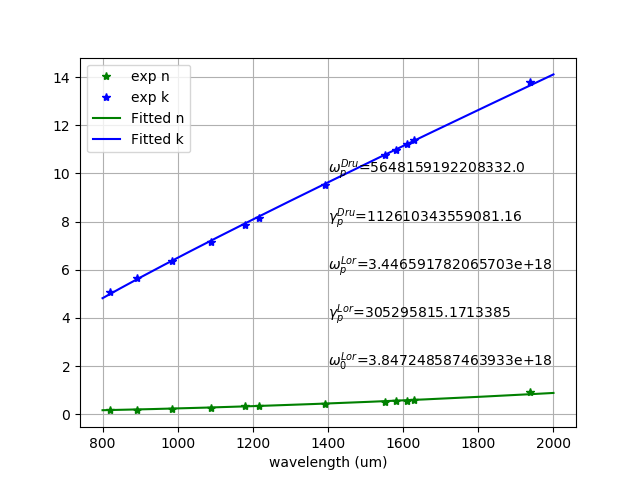 exp n
exp k
Fitted n
Fitted k
14
12
10
8
6
4
2
0
ω_p^{Dru}=5648159192208332.0
γ_p^{Dru}=112610343559081.16
ω_p^{Lor}=3.446591782065703e+18
γ_p^{Lor}=305295815.1713385
ω_0^{Lor}=3.847248587463933e+18
800 1000 1200 1400 1600 1800 2000
wavelength (um)